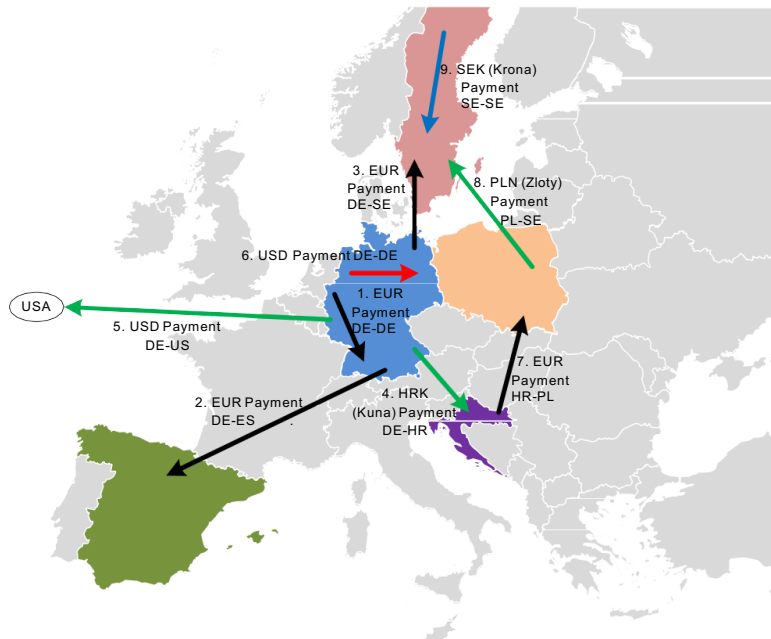 9. SEK (Krona)
Payment
SE-SE
3. EUR
Payment
DE-SE
8. PLN (Zloty)
Payment
PL-SE
6. USD Payment DE-DE
1. EUR
Payment
DE-DE
USA
5. USD Payment
DE-US
7. EUR
Payment
HR-PL
4. HRK
(Kuna) Payment
DE-HR
2. EUR Payment
DE-ES